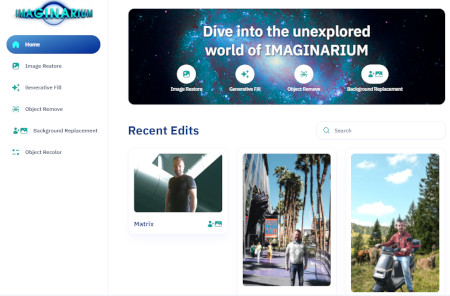 IMAGINARIUM
Home
Image Restore
Generative Fill
Object Remove
Background Replacement
Object Recolor
Dive into the unexplored
world of IMAGINARIUM
Image Restore
Generative Fill
Object Remove
Background Replacement
Recent Edits
Search
Matrix